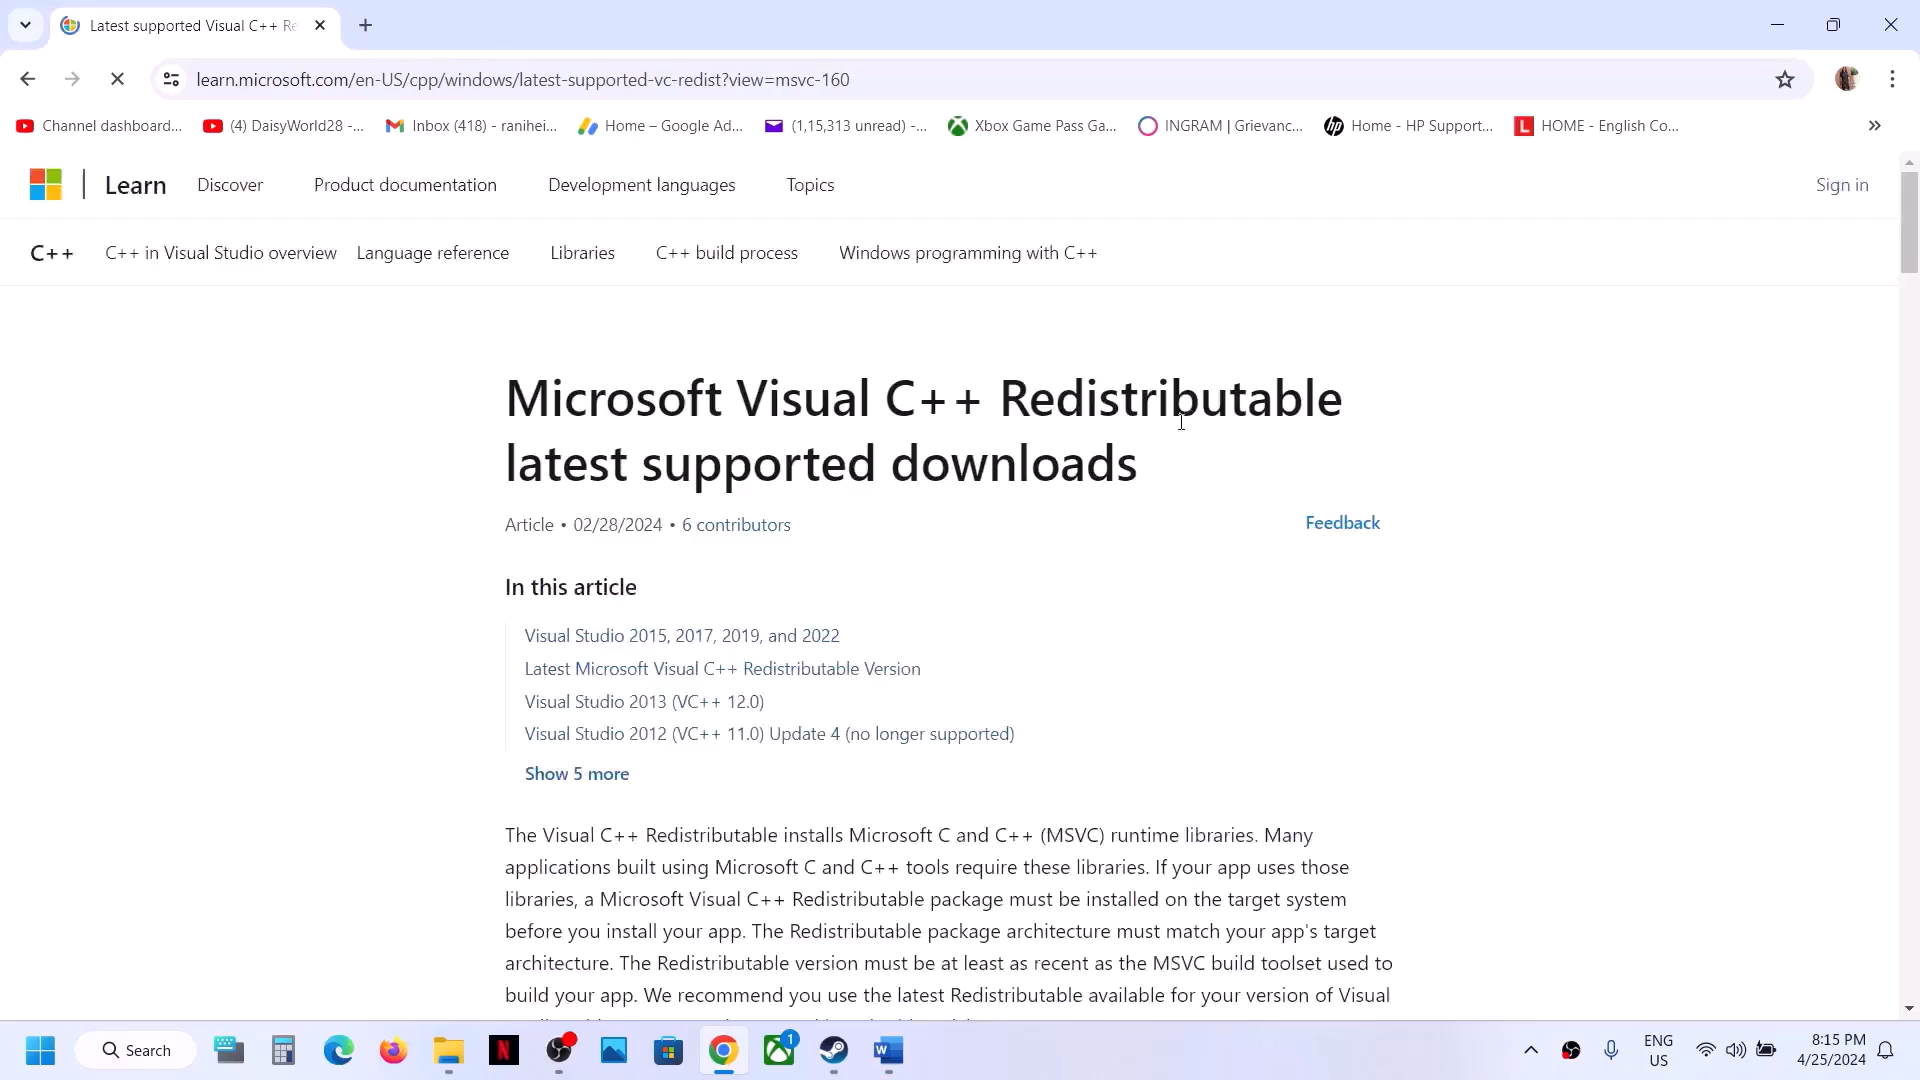 Latest supported Visual C++ Re
learn.microsoft.com/en-US/cpp/windows/latest-supported-vc-redist?view=msvc-160
Channel dashboard... (4) DaisyWorld28 -... Inbox (418) - ranihei... Home – Google Ad... (1,15,313 unread) -... Xbox Game Pass Ga... INGRAM | Grievanc... hp Home - HP Support... L HOME - English Co...
Learn Discover Product documentation Development languages Topics Sign in
C++ C++ in Visual Studio overview Language reference Libraries C++ build process Windows programming with C++
Microsoft Visual C++ Redistributable
latest supported downloads
Article • 02/28/2024 • 6 contributors Feedback
In this article
Visual Studio 2015, 2017, 2019, and 2022
Latest Microsoft Visual C++ Redistributable Version
Visual Studio 2013 (VC++ 12.0)
Visual Studio 2012 (VC++ 11.0) Update 4 (no longer supported)
Show 5 more
The Visual C++ Redistributable installs Microsoft C and C++ (MSVC) runtime libraries. Many
applications built using Microsoft C and C++ tools require these libraries. If your app uses those
libraries, a Microsoft Visual C++ Redistributable package must be installed on the target system
before you install your app. The Redistributable package architecture must match your app's target
architecture. The Redistributable version must be at least as recent as the MSVC build toolset used to
build your app. We recommend you use the latest Redistributable available for your version of Visual
Search N 1 W ENG 8:15 PM
US 4/25/2024